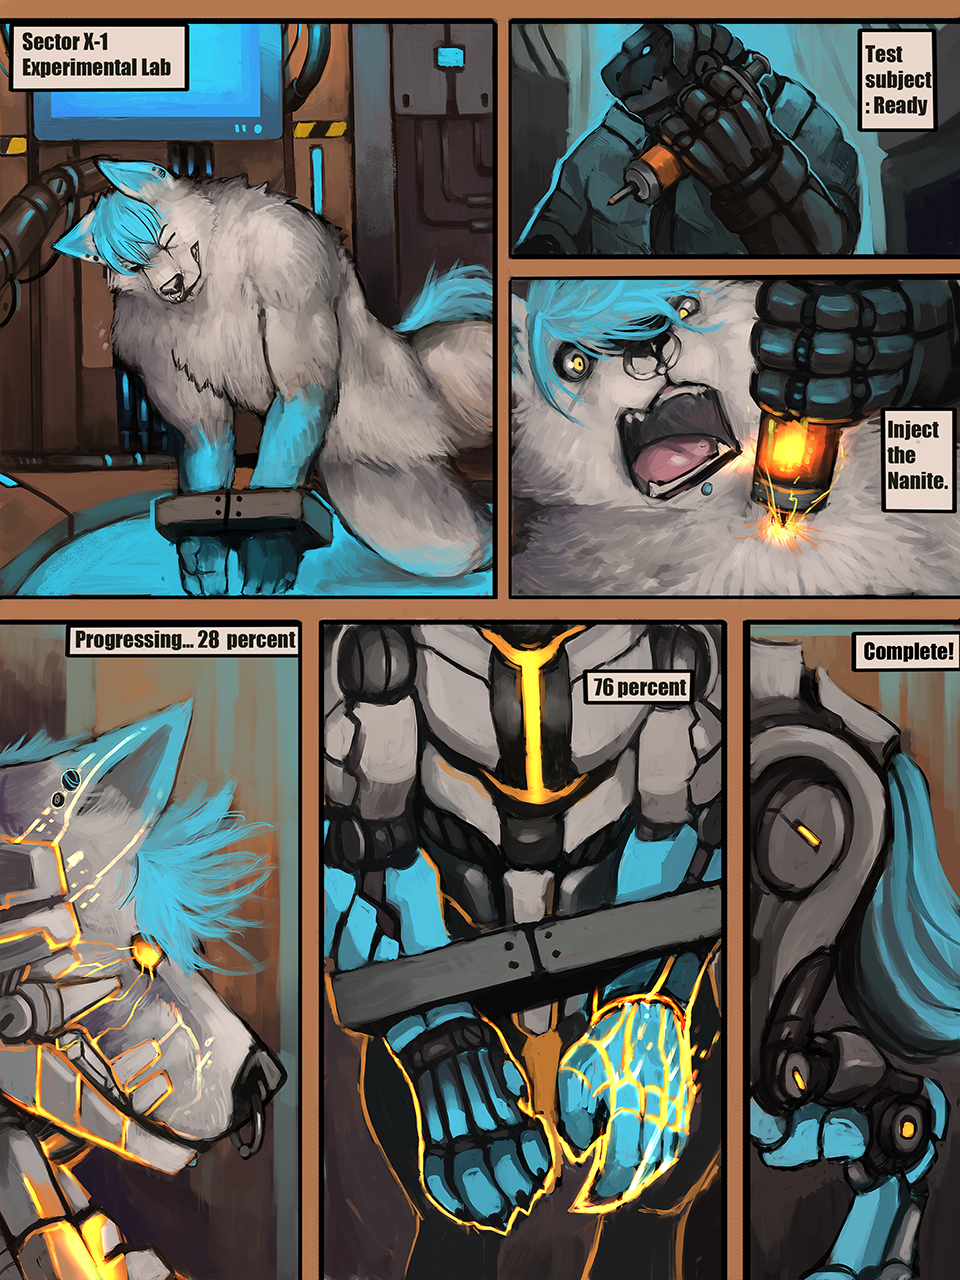 Sector X-1
Experimental Lab
Test
subject
: Ready
Inject
the
Nanite.
Progressing... 28 percent
76 percent
Complete!